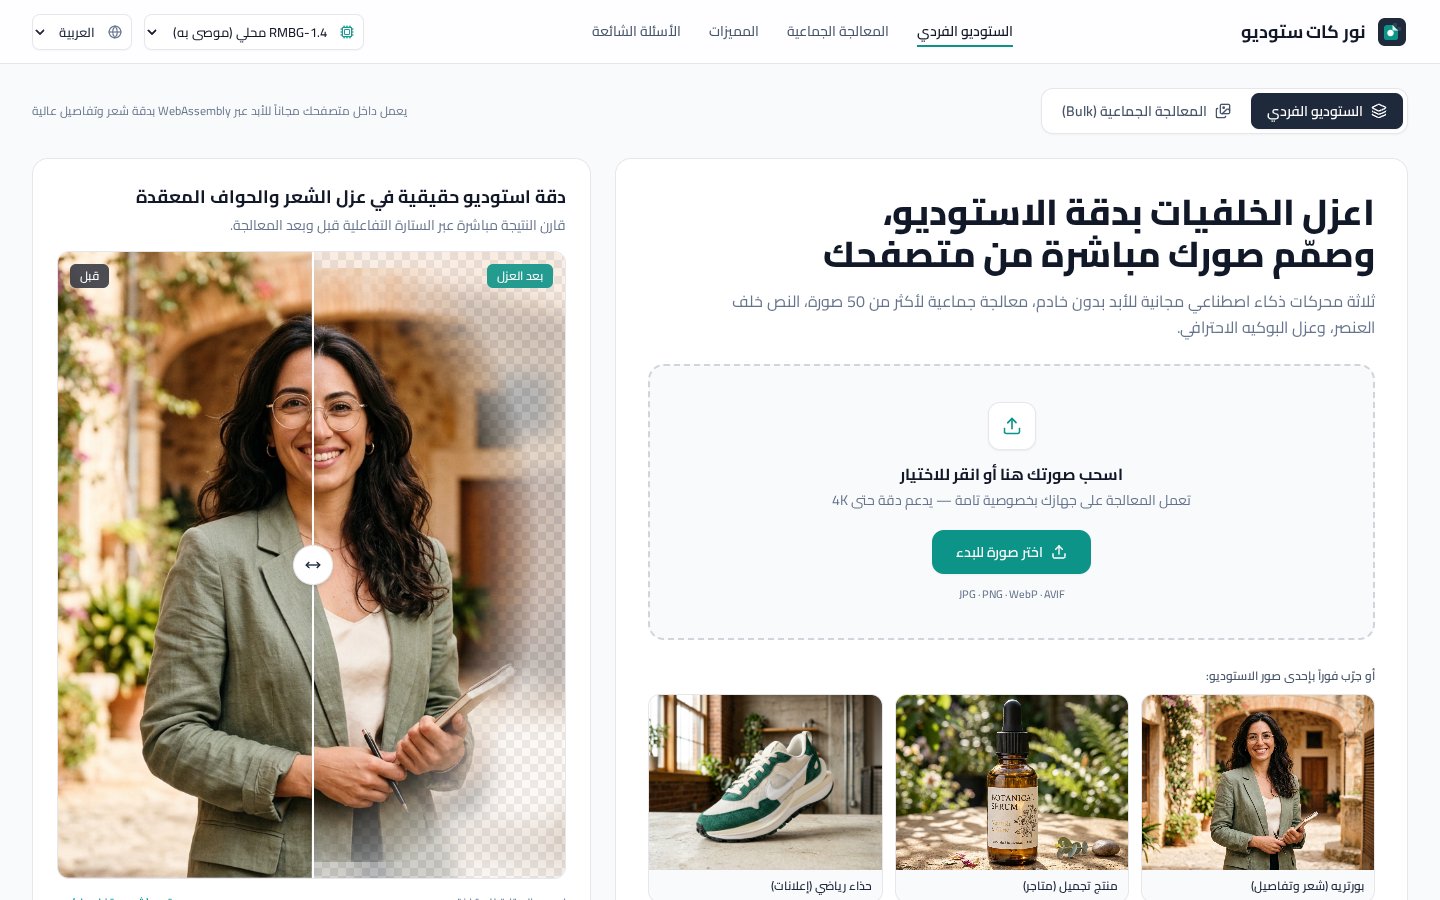 نور كات ستوديو
الاستوديو الفردي
المعالجة الجماعية
المميزات
الأسئلة الشائعة
RMBG-1.4 محلي (موصى به)
العربية
الاستوديو الفردي
المعالجة الجماعية (Bulk)
يعمل داخل متصفحك مجاناً للأبد عبر WebAssembly بدقة شعر وتفاصيل عالية
اعزل الخلفيات بدقة الاستوديو،
وصمّم صورك مباشرة من متصفحك
ثلاثة محركات ذكاء اصطناعي مجانية للأبد بدون خادم، معالجة جماعية لأكثر من 50 صورة، النص خلف
العنصر، وعزل البوكيه الاحترافي.
اسحب صورتك هنا أو انقر للاختيار
تعمل المعالجة على جهازك بخصوصية تامة — يدعم دقة حتى 4K
اختر صورة للبدء
JPG · PNG · WebP · AVIF
أو جرّب فوراً بإحدى صور الاستوديو:
BOTANICAL
SERUM
بورتريه (شعر وتفاصيل)
منتج تجميل (متاجر)
حذاء رياضي (إعلانات)
دقة استوديو حقيقية في عزل الشعر والحواف المعقدة
قارن النتيجة مباشرة عبر الستارة التفاعلية قبل وبعد المعالجة.
بعد العزل
قبل